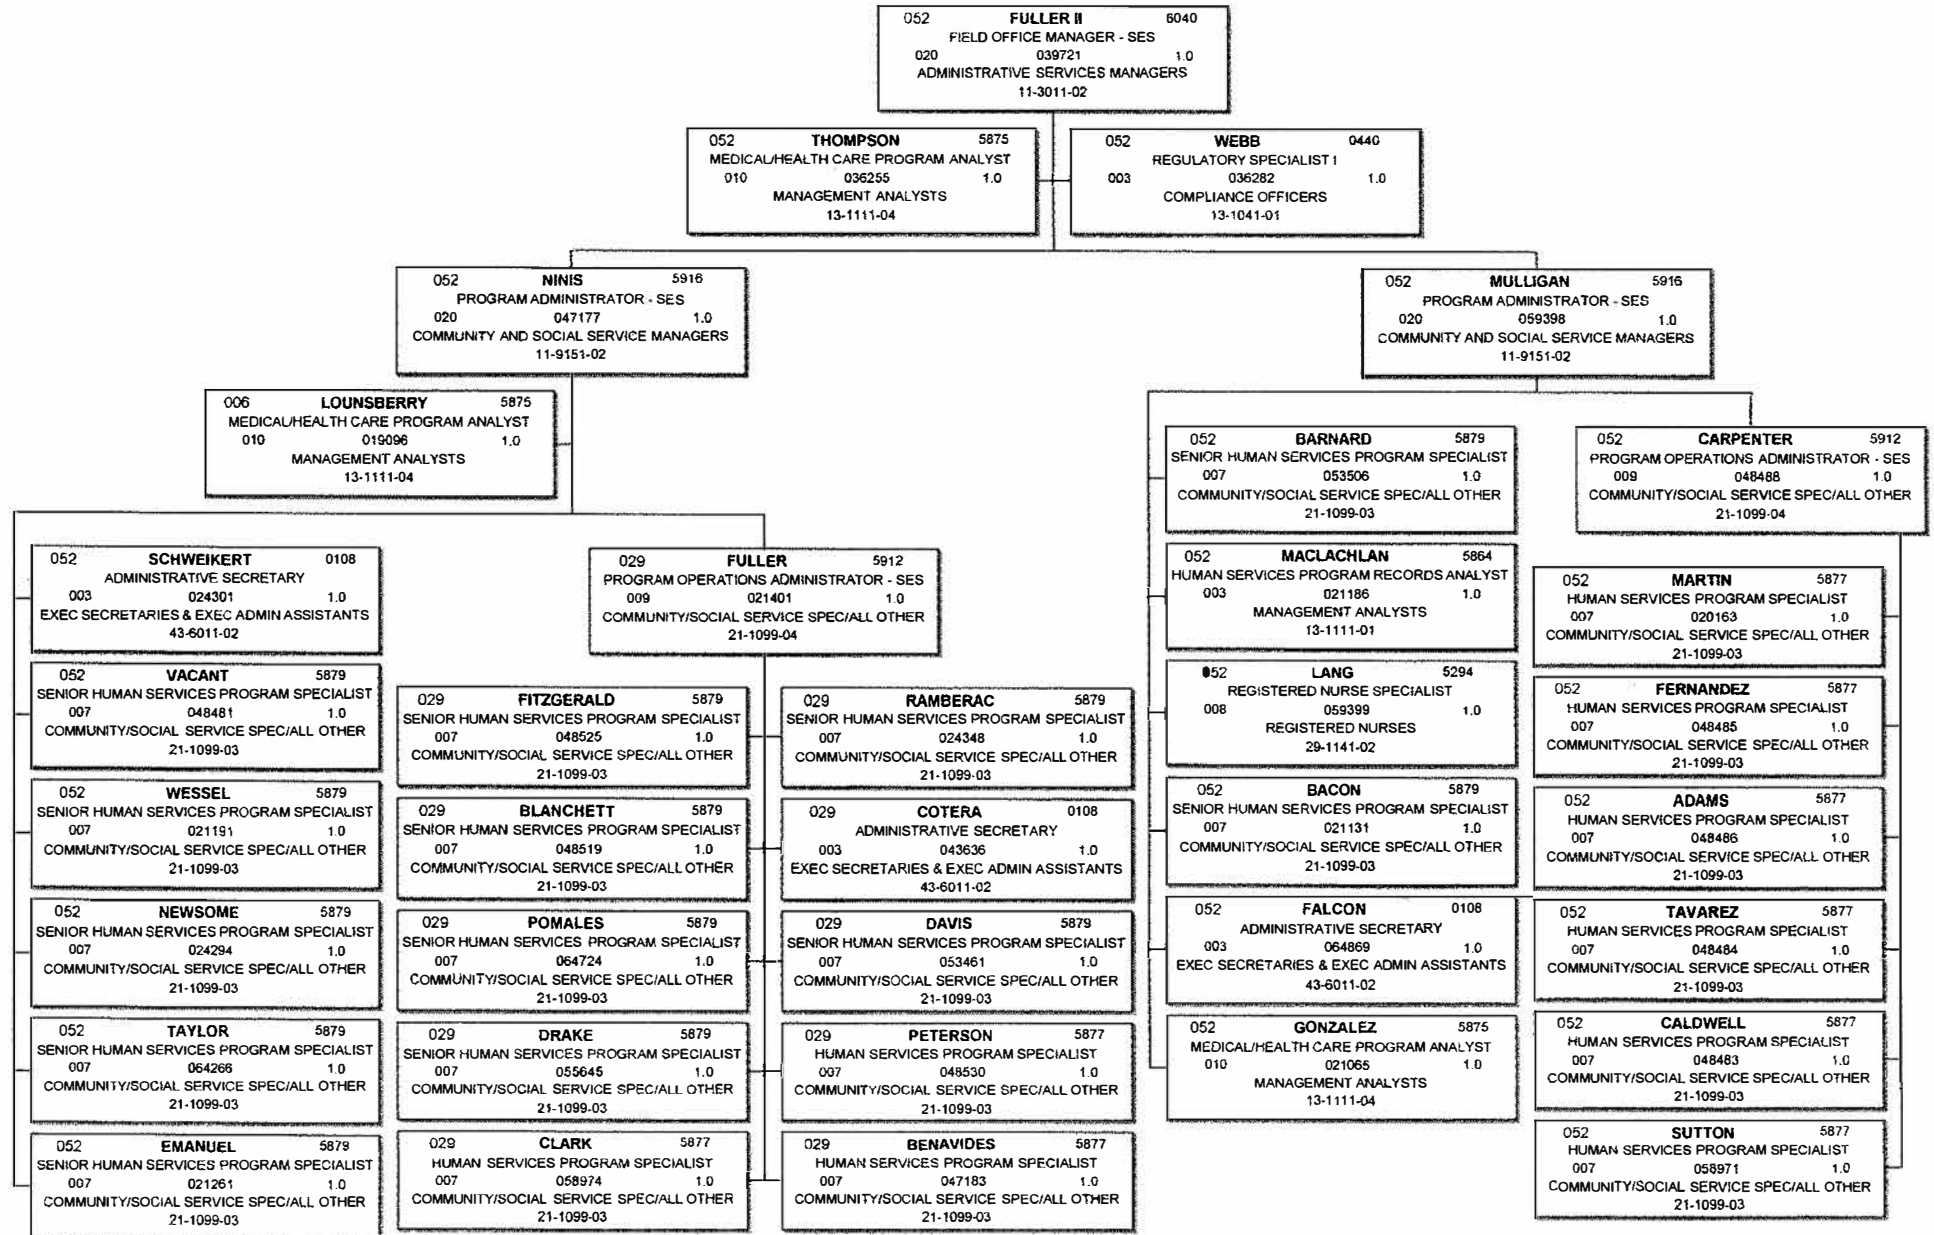 052 FULLER II 6040
FIELD OFFICE MANAGER - SES
020 039721 1.0
ADMINISTRATIVE SERVICES MANAGERS
11-3011-02
052 THOMPSON 5875
MEDICAL/HEALTH CARE PROGRAM ANALYST
010 036255 1.0
MANAGEMENT ANALYSTS
13-1111-04
052 WEBB 0440
REGULATORY SPECIALIST I
003 036282 1.0
COMPLIANCE OFFICERS
13-1041-01
052 NINIS 5916
PROGRAM ADMINISTRATOR - SES
020 047177 1.0
COMMUNITY AND SOCIAL SERVICE MANAGERS
11-9151-02
052 MULLIGAN 5916
PROGRAM ADMINISTRATOR - SES
020 059398 1.0
COMMUNITY AND SOCIAL SERVICE MANAGERS
11-9151-02
006 LOUNSBERRY 5875
MEDICAL/HEALTH CARE PROGRAM ANALYST
010 019096 1.0
MANAGEMENT ANALYSTS
13-1111-04
052 SCHWEIKERT 0108
ADMINISTRATIVE SECRETARY
003 024301 1.0
EXEC SECRETARIES & EXEC ADMIN ASSISTANTS
43-6011-02
052 VACANT 5879
SENIOR HUMAN SERVICES PROGRAM SPECIALIST
007 048481 1.0
COMMUNITY/SOCIAL SERVICE SPEC/ALL OTHER
21-1099-03
052 WESSEL 5879
SENIOR HUMAN SERVICES PROGRAM SPECIALIST
007 021191 1.0
COMMUNITY/SOCIAL SERVICE SPEC/ALL OTHER
21-1099-03
052 NEWSOME 5879
SENIOR HUMAN SERVICES PROGRAM SPECIALIST
007 024294 1.0
COMMUNITY/SOCIAL SERVICE SPEC/ALL OTHER
21-1099-03
052 TAYLOR 5879
SENIOR HUMAN SERVICES PROGRAM SPECIALIST
007 064266 1.0
COMMUNITY/SOCIAL SERVICE SPEC/ALL OTHER
21-1099-03
052 EMANUEL 5879
SENIOR HUMAN SERVICES PROGRAM SPECIALIST
007 021261 1.0
COMMUNITY/SOCIAL SERVICE SPEC/ALL OTHER
21-1099-03
029 FULLER 5912
PROGRAM OPERATIONS ADMINISTRATOR - SES
009 021401 1.0
COMMUNITY/SOCIAL SERVICE SPEC/ALL OTHER
21-1099-04
029 FITZGERALD 5879
SENIOR HUMAN SERVICES PROGRAM SPECIALIST
007 048525 1.0
COMMUNITY/SOCIAL SERVICE SPEC/ALL OTHER
21-1099-03
029 BLANCHETT 5879
SENIOR HUMAN SERVICES PROGRAM SPECIALIST
007 048519 1.0
COMMUNITY/SOCIAL SERVICE SPEC/ALL OTHER
21-1099-03
029 POMALES 5879
SENIOR HUMAN SERVICES PROGRAM SPECIALIST
007 064724 1.0
COMMUNITY/SOCIAL SERVICE SPEC/ALL OTHER
21-1099-03
029 DRAKE 5879
SENIOR HUMAN SERVICES PROGRAM SPECIALIST
007 055645 1.0
COMMUNITY/SOCIAL SERVICE SPEC/ALL OTHER
21-1099-03
029 CLARK 5877
HUMAN SERVICES PROGRAM SPECIALIST
007 058974 1.0
COMMUNITY/SOCIAL SERVICE SPEC/ALL OTHER
21-1099-03
029 RAMBERAC 5879
SENIOR HUMAN SERVICES PROGRAM SPECIALIST
007 024348 1.0
COMMUNITY/SOCIAL SERVICE SPEC/ALL OTHER
21-1099-03
029 COTERA 0108
ADMINISTRATIVE SECRETARY
003 043636 1.0
EXEC SECRETARIES & EXEC ADMIN ASSISTANTS
43-6011-02
029 DAVIS 5879
SENIOR HUMAN SERVICES PROGRAM SPECIALIST
007 053461 1.0
COMMUNITY/SOCIAL SERVICE SPEC/ALL OTHER
21-1099-03
029 PETERSON 5877
HUMAN SERVICES PROGRAM SPECIALIST
007 048530 1.0
COMMUNITY/SOCIAL SERVICE SPEC/ALL OTHER
21-1099-03
029 BENAVIDES 5877
HUMAN SERVICES PROGRAM SPECIALIST
007 047183 1.0
COMMUNITY/SOCIAL SERVICE SPEC/ALL OTHER
21-1099-03
052 BARNARD 5879
SENIOR HUMAN SERVICES PROGRAM SPECIALIST
007 053506 1.0
COMMUNITY/SOCIAL SERVICE SPEC/ALL OTHER
21-1099-03
052 MACLACHLAN 5864
HUMAN SERVICES PROGRAM RECORDS ANALYST
003 021186 1.0
MANAGEMENT ANALYSTS
13-1111-01
052 LANG 5294
REGISTERED NURSE SPECIALIST
008 059399 1.0
REGISTERED NURSES
29-1141-02
052 BACON 5879
SENIOR HUMAN SERVICES PROGRAM SPECIALIST
007 021131 1.0
COMMUNITY/SOCIAL SERVICE SPEC/ALL OTHER
21-1099-03
052 FALCON 0108
ADMINISTRATIVE SECRETARY
003 064869 1.0
EXEC SECRETARIES & EXEC ADMIN ASSISTANTS
43-6011-02
052 GONZALEZ 5875
MEDICAL/HEALTH CARE PROGRAM ANALYST
010 021065 1.0
MANAGEMENT ANALYSTS
13-1111-04
052 CARPENTER 5912
PROGRAM OPERATIONS ADMINISTRATOR - SES
009 048488 1.0
COMMUNITY/SOCIAL SERVICE SPEC/ALL OTHER
21-1099-04
052 MARTIN 5877
HUMAN SERVICES PROGRAM SPECIALIST
007 020163 1.0
COMMUNITY/SOCIAL SERVICE SPEC/ALL OTHER
21-1099-03
052 FERNANDEZ 5877
HUMAN SERVICES PROGRAM SPECIALIST
007 048485 1.0
COMMUNITY/SOCIAL SERVICE SPEC/ALL OTHER
21-1099-03
052 ADAMS 5877
HUMAN SERVICES PROGRAM SPECIALIST
007 048486 1.0
COMMUNITY/SOCIAL SERVICE SPEC/ALL OTHER
21-1099-03
052 TAVAREZ 5877
HUMAN SERVICES PROGRAM SPECIALIST
007 048484 1.0
COMMUNITY/SOCIAL SERVICE SPEC/ALL OTHER
21-1099-03
052 CALDWELL 5877
HUMAN SERVICES PROGRAM SPECIALIST
007 048483 1.0
COMMUNITY/SOCIAL SERVICE SPEC/ALL OTHER
21-1099-03
052 SUTTON 5877
HUMAN SERVICES PROGRAM SPECIALIST
007 058971 1.0
COMMUNITY/SOCIAL SERVICE SPEC/ALL OTHER
21-1099-03